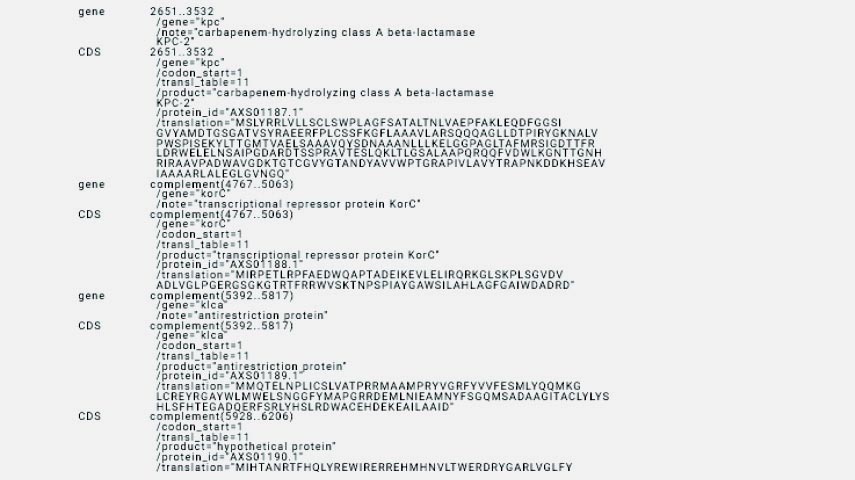 gene 2651..3532
/gene="kpc"
/note="carbapenem-hydrolyzing class A beta-lactamase
KPC-2"
CDS 2651..3532
/gene="kpc"
/codon_start=1
/transl_table=11
/product="carbapenem-hydrolyzing class A beta-lactamase
KPC-2"
/protein_id="AXS01187.1"
/translation="MSLYRRLVLLSCLSWPLAGFSATALTNLVAEPFAKLEQDFGGSI
GVYAMDTGSGATVSYRAEERFPLCSSFKGFLAAAVLARSQQQAGLLDTPIRYGKNALV
PWSPISEKYLTTGMTVAELSAAAVQYSDNAAANLLLKELGGPAGLTAFMRSIGDTTFR
LDRWELELNSAIPGDARDTSSPRAVTESLQKLTLGSALAAPQRQQFVDWLKGNTTGNH
RIRAAVPADWAVGDKTGTCGVYGTANDYAVVWPTGRAPIVLAVYTRAPNKDDKHSEAV
IAAAARLALEGLGVNGQ"
gene complement(4767..5063)
/gene="korC"
/note="transcriptional repressor protein KorC"
CDS complement(4767..5063)
/gene="korC"
/codon_start=1
/transl_table=11
/product="transcriptional repressor protein KorC"
/protein_id="AXS01188.1"
/translation="MIRPETLRPFAEDWQAPTADEIKEVLELIRQRKGLSKPLSGVDV
ADLVGLPGERGSGKGTRTFRRWVSKTNPSPIAYGAWSILAHLAGFGAIWDADRD"
gene complement(5392..5817)
/gene="klca"
/note="antirestriction protein"
CDS complement(5392..5817)
/gene="klca"
/codon_start=1
/transl_table=11
/product="antirestriction protein"
/protein_id="AXS01189.1"
/translation="MMQTELNPLICSLVATPRRMAAMPRYVGRFYVVFESMLYQQMKG
LCREYRGAYWLMWELSNGGFYMAPGRRDEMLNIEAMNYFSGQMSADAAGITACLYLYS
HLSFHTEGADQERFSRLYHSLRDWACEHDEKEAILAAID"
CDS complement(5928..6206)
/codon_start=1
/transl_table=11
/product="hypothetical protein"
/protein_id="AXS01190.1"
/translation="MIHTANRTFHQLYREWIRERREHMHNVLTWERDRYGARLVGLFY